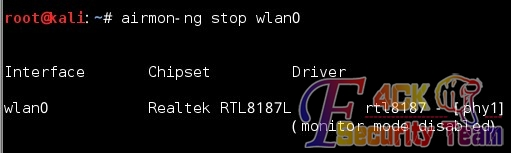 root@kali:~# airmon-ng stop wlan0
Interface Chipset Driver
wlan0 Realtek RTL8187L rtl8187 - [phy1]
(monitor mode disabled)
F4CK
Security Team